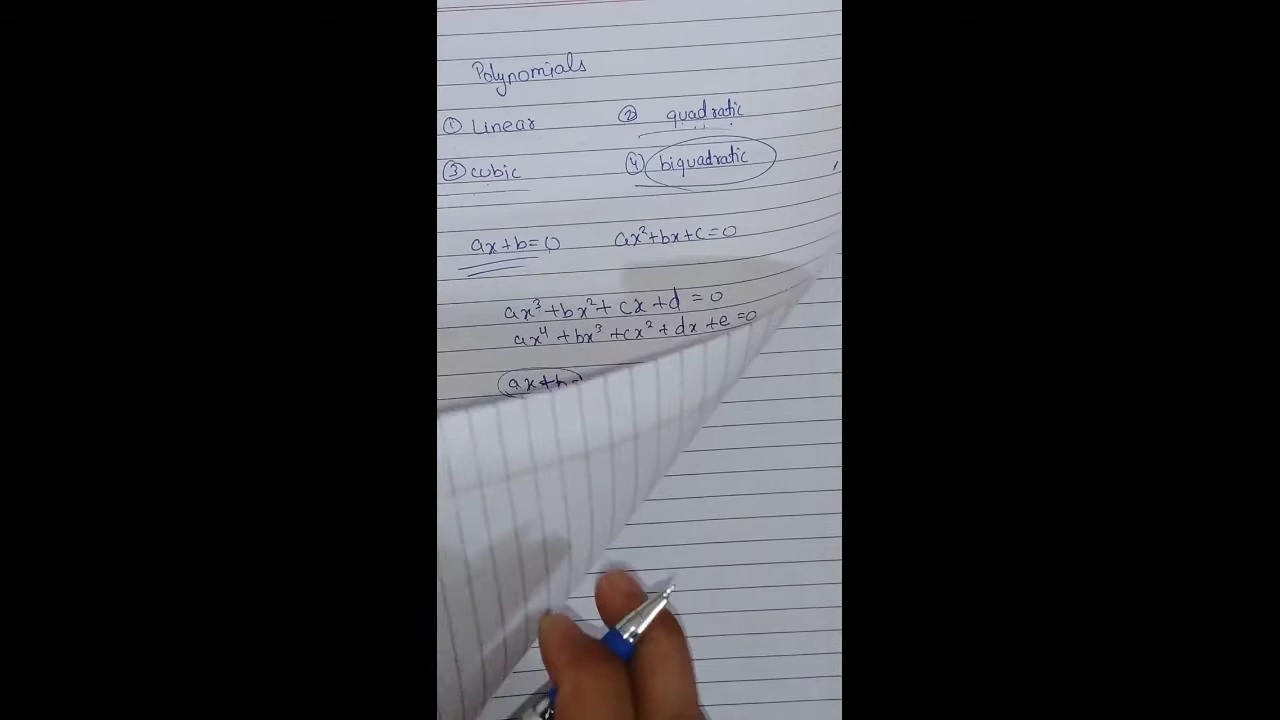 Polynomials
① Linear ② quadratic
③ cubic ④ biquadratic
ax+b=0 ax²+bx+c=0
ax³+bx²+cx+d=0
ax⁴+bx³+cx²+dx+e=0
ax+b